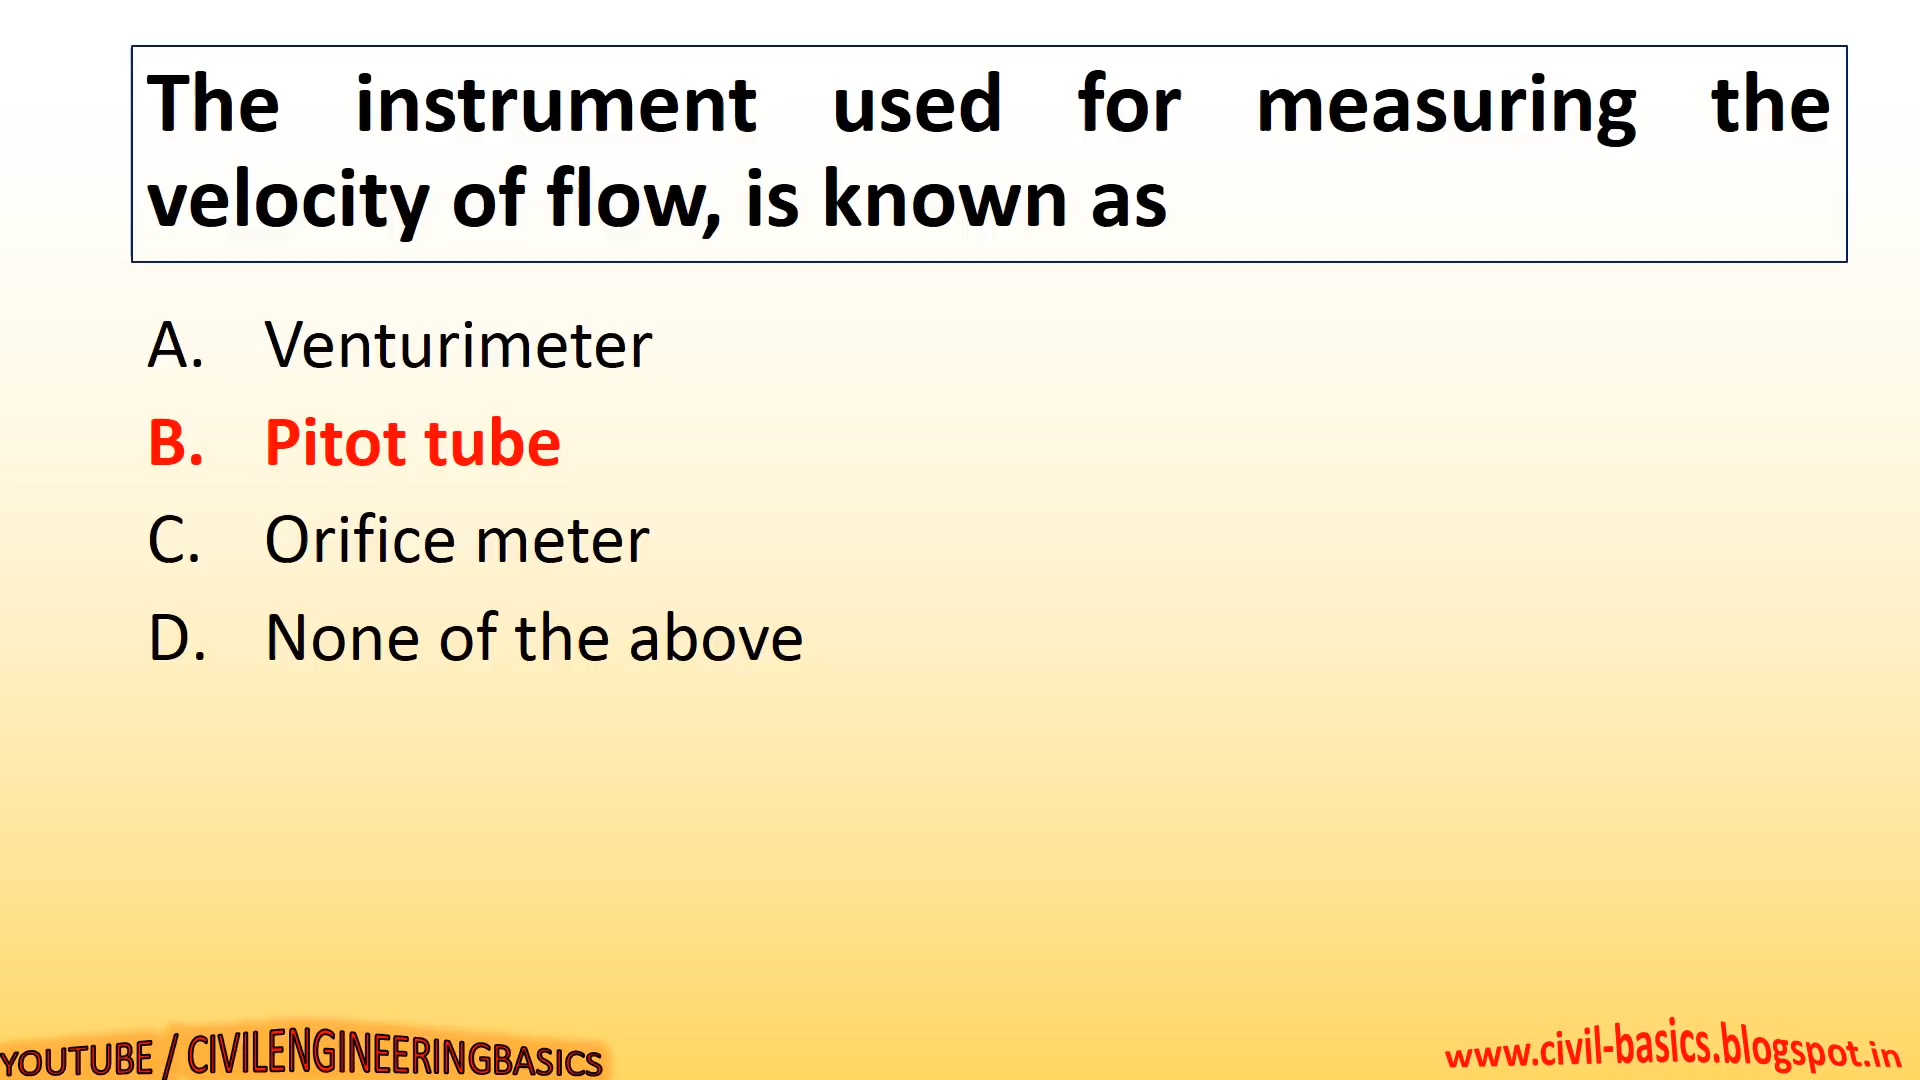 The instrument used for measuring the
velocity of flow, is known as
A. Venturimeter
B. Pitot tube
C. Orifice meter
D. None of the above
YOUTUBE / CIVILENGINEERINGBASICS
www.civil-basics.blogspot.in